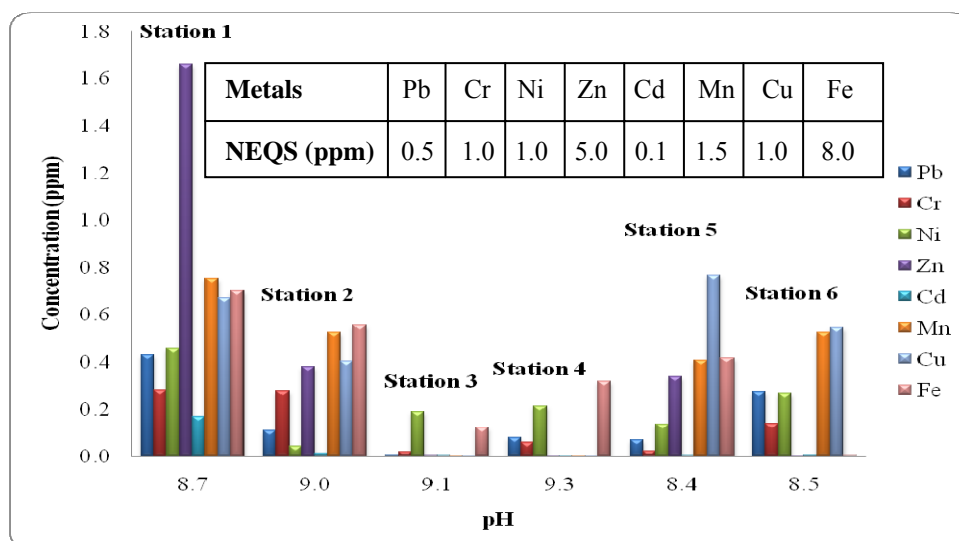 1.8
Station 1
1.6
Metals Pb Cr Ni Zn Cd Mn Cu Fe
1.4
NEQS (ppm) 0.5 1.0 1.0 5.0 0.1 1.5 1.0 8.0
1.2
1.0
0.8
0.6
0.4
0.2
0.0
Concentration (ppm)
Station 2
Station 3
Station 4
Station 5
Station 6
Pb
Cr
Ni
Zn
Cd
Mn
Cu
Fe
8.7 9.0 9.1 9.3 8.4 8.5
pH